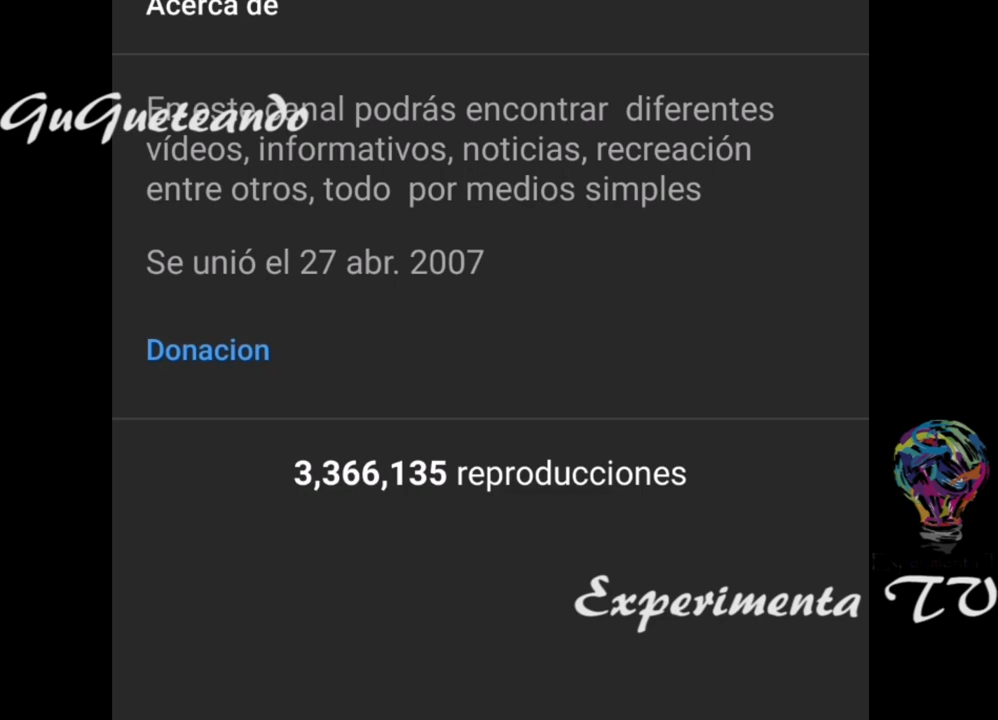 Acerca de
GuGueteando
En este canal podrás encontrar diferentes
vídeos, informativos, noticias, recreación
entre otros, todo por medios simples
Se unió el 27 abr. 2007
Donacion
3,366,135 reproducciones
Experimenta TV